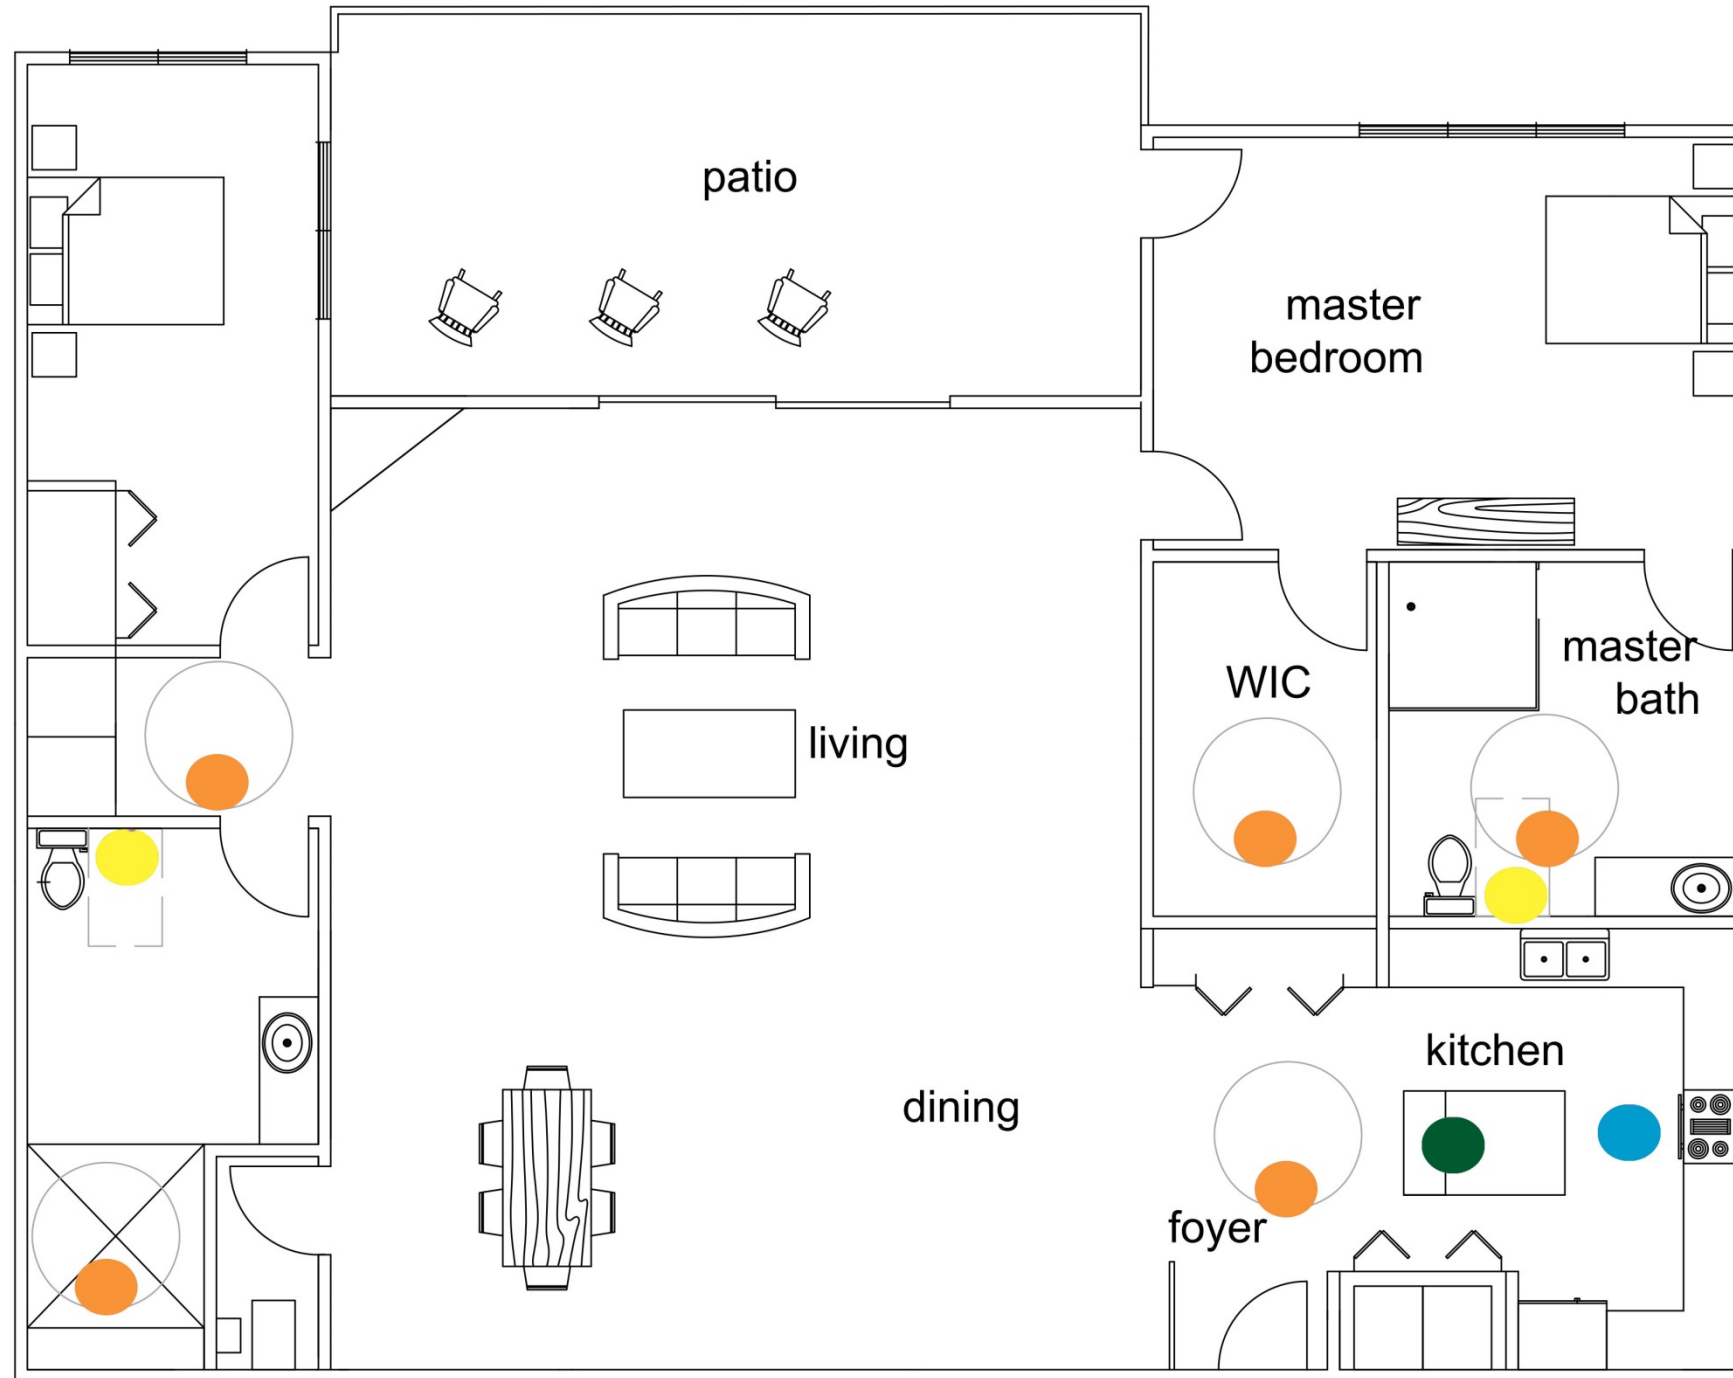 patio
master
bedroom
master
bath
WIC
living
kitchen
dining
foyer